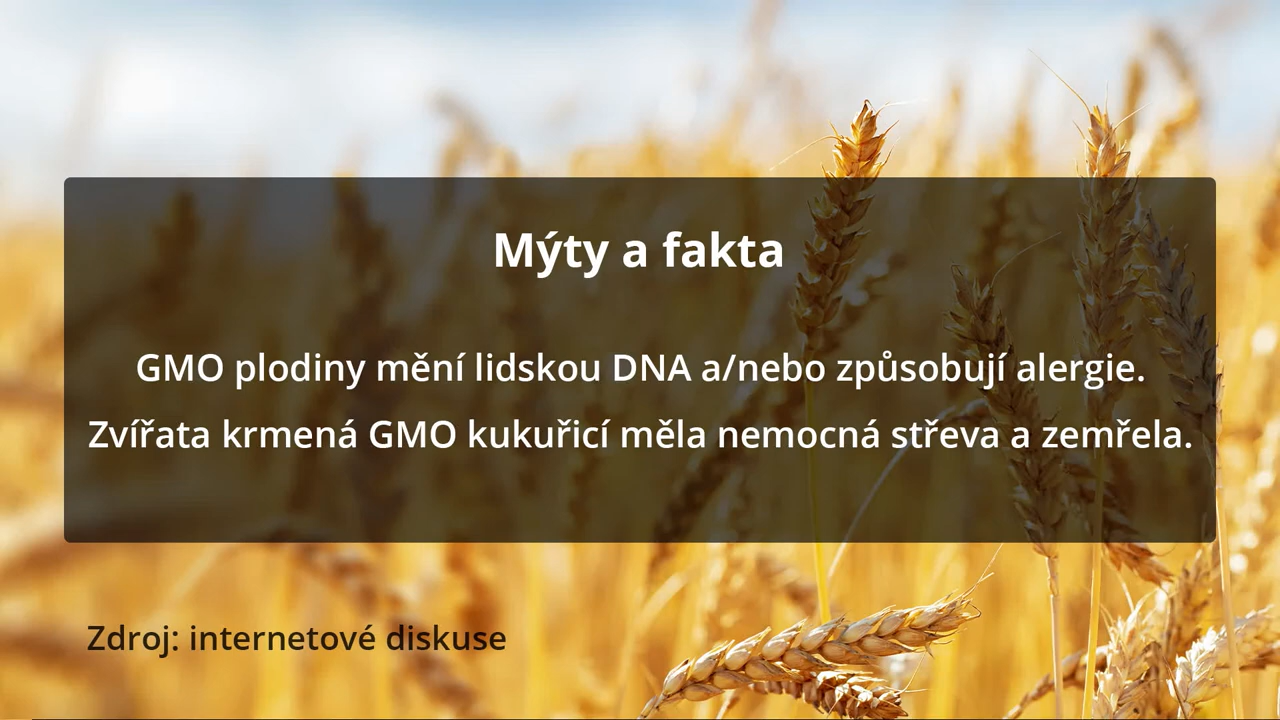 Mýty a fakta
GMO plodiny mění lidskou DNA a/nebo způsobují alergie.
Zvířata krmená GMO kukuřicí měla nemocná střeva a zemřela.
Zdroj: internetové diskuse